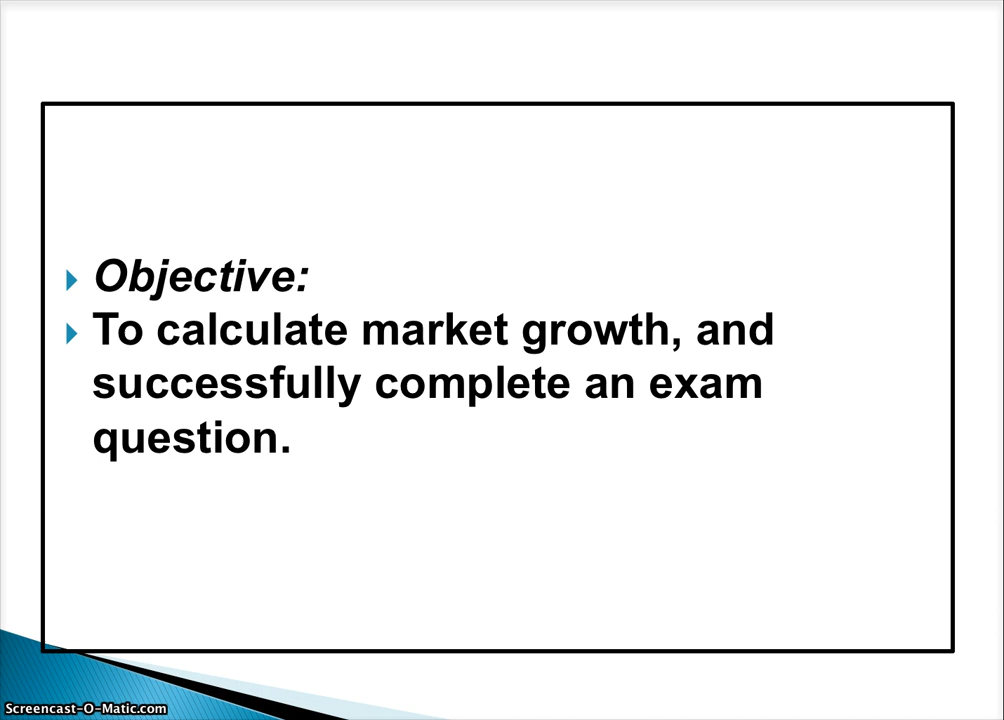 Objective:
To calculate market growth, and
successfully complete an exam
question.
Screencast-O-Matic.com